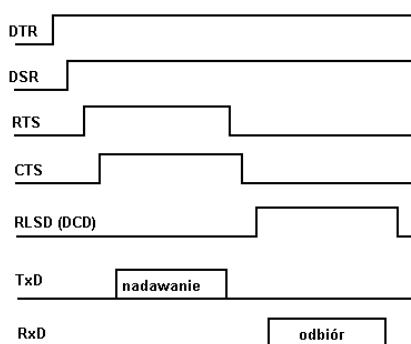 DTR
DSR
RTS
CTS
RLSD (DCD)
TxD
nadawanie
RxD
odbiór